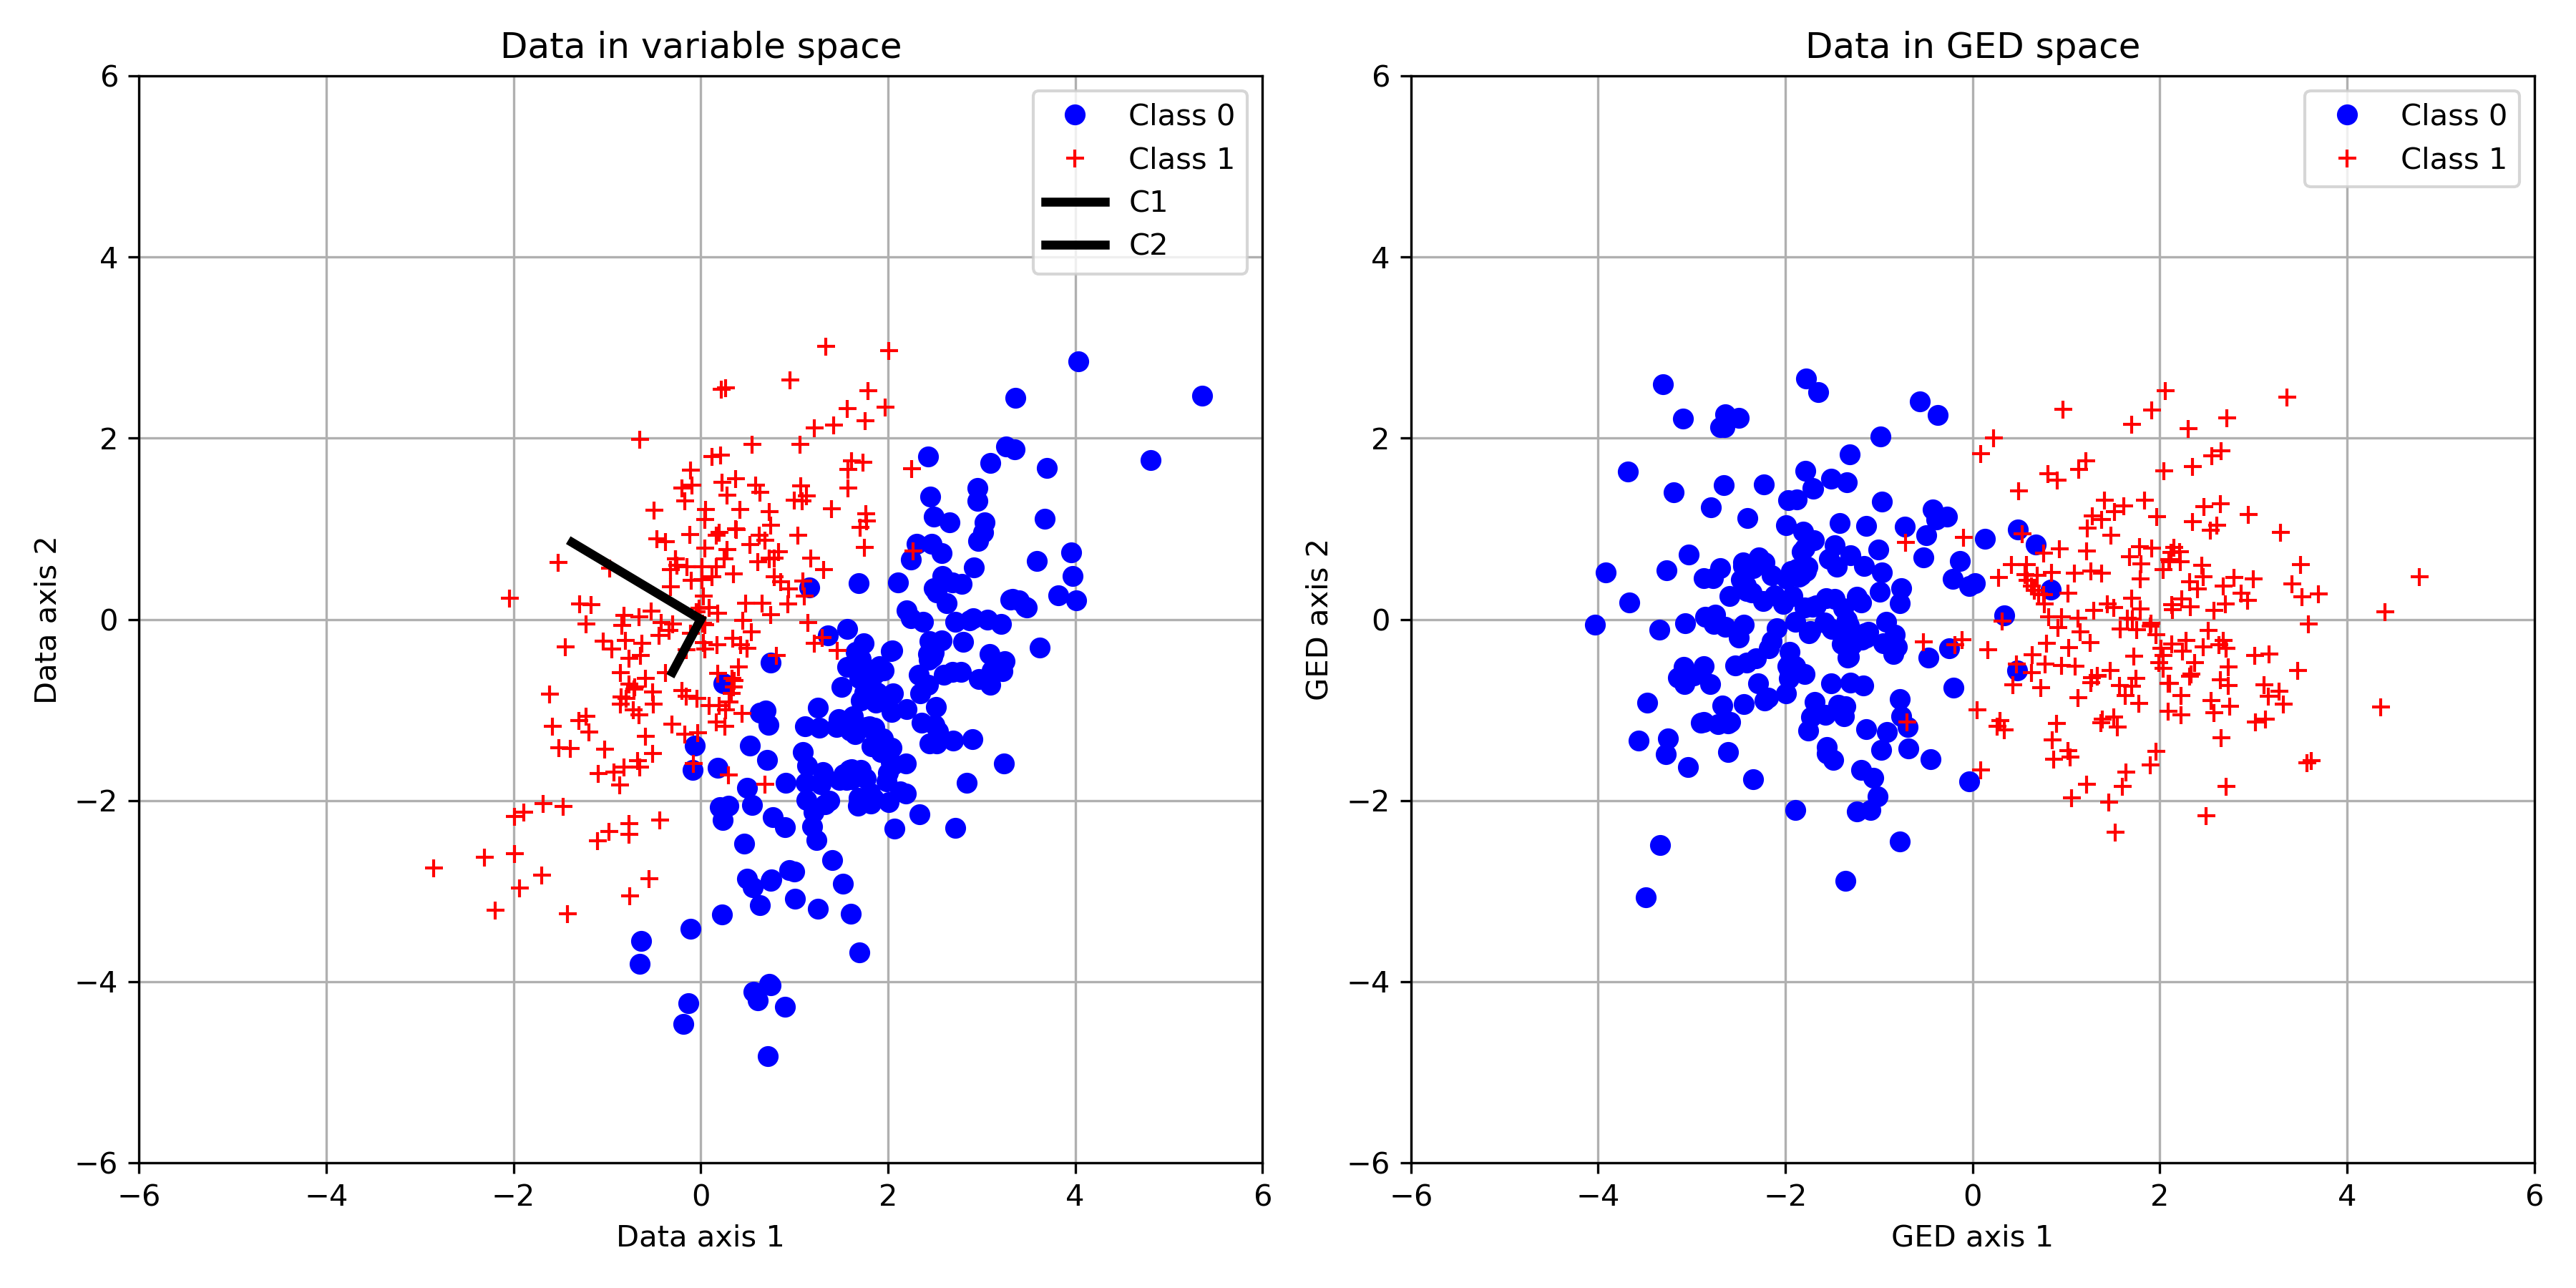 Data in variable space
6
4
2
0
−2
−4
−6
−6 −4 −2 0 2 4 6
Data axis 2
Data axis 1
Class 0
Class 1
C1
C2
Data in GED space
6
4
2
0
−2
−4
−6
−6 −4 −2 0 2 4 6
GED axis 2
GED axis 1
Class 0
Class 1